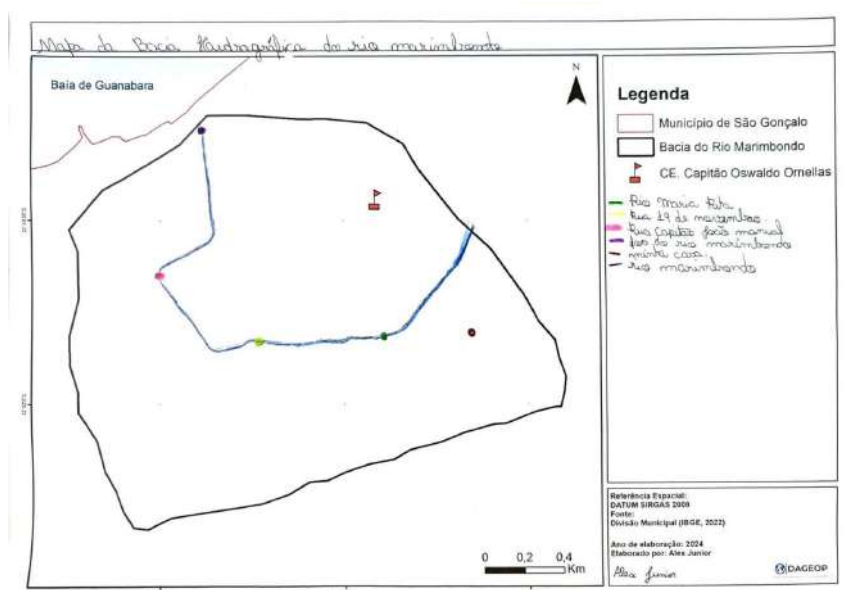 Mapa da Bacia Haidragráfica do rio marimbondo
Baía de Guanabara
N
Legenda
Município de São Gonçalo
Bacia do Rio Marimbondo
CE. Capitão Oswaldo Ornellas
Rio Maria Rita
Rua 19 de novembro.
Rua Capitão João manual
foz do rio marimbondo
minha casa.
rio marimbondo
0 0,2 0,4
Km
Referência Espacial:
DATUM SIRGAS 2000
Fonte:
Divisão Municipal (IBGE, 2022)
Ano de elaboração: 2024
Elaborado por: Alex Junior
Alex Junior
DAGEOP